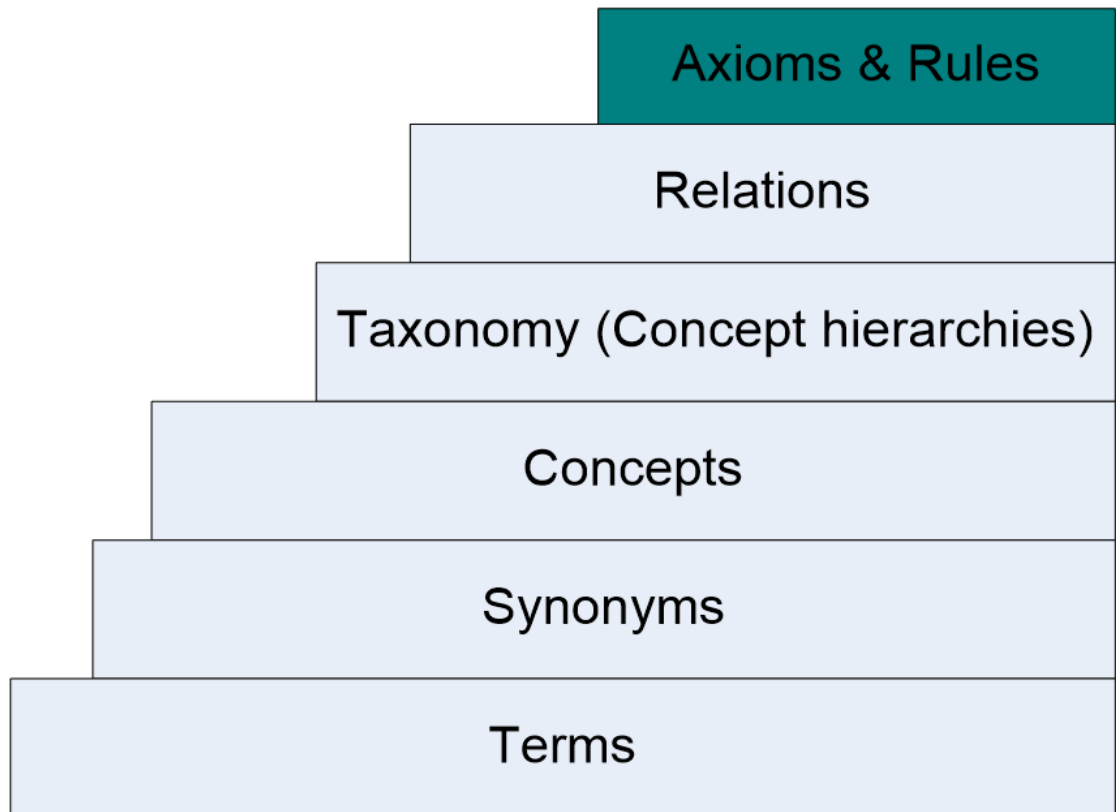 Axioms & Rules
Relations
Taxonomy (Concept hierarchies)
Concepts
Synonyms
Terms